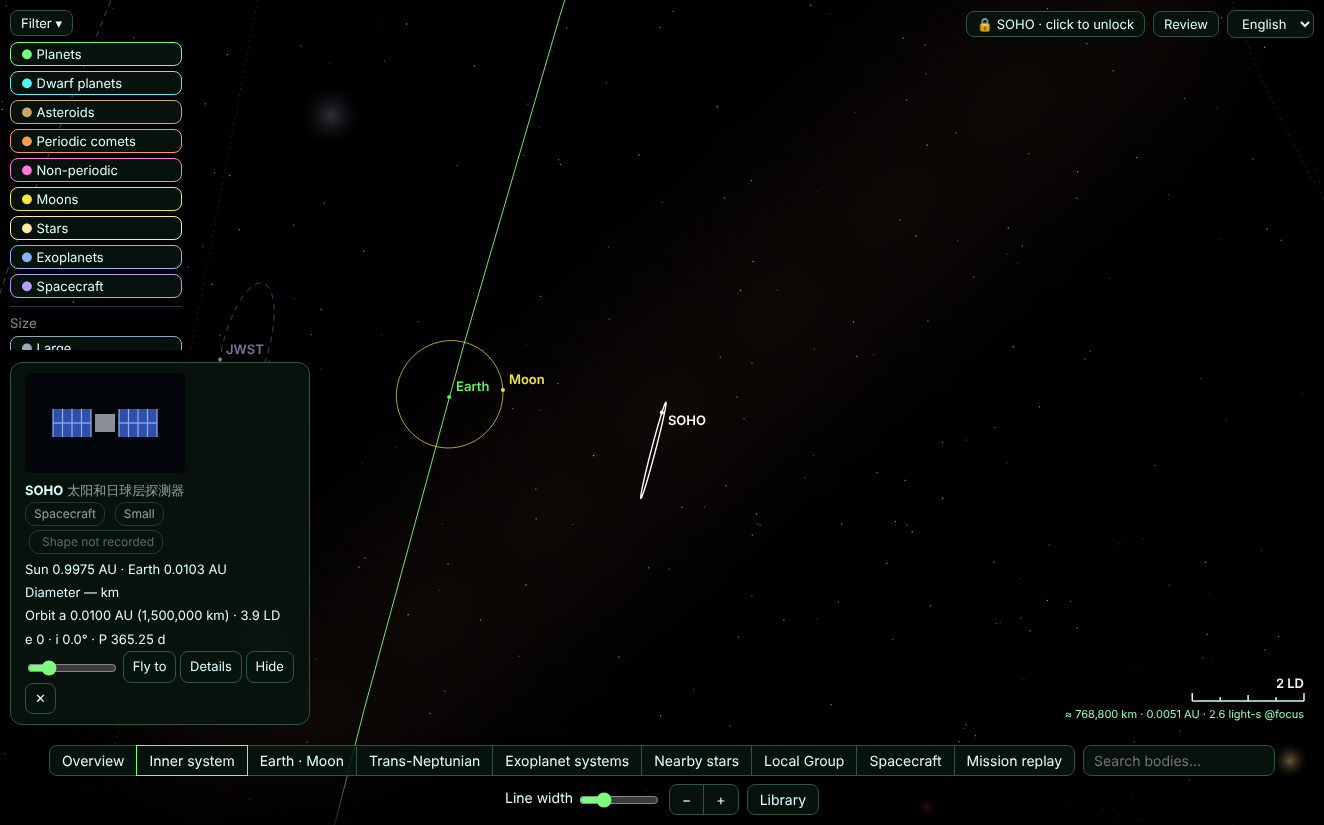 Filter ▾
🔒 SOHO · click to unlock
Review
English
Planets
Dwarf planets
Asteroids
Periodic comets
Non-periodic
Moons
Stars
Exoplanets
Spacecraft
Size
Large
JWST
Earth
Moon
SOHO
SOHO 太阳和日球层探测器
Spacecraft
Small
Shape not recorded
Sun 0.9975 AU · Earth 0.0103 AU
Diameter — km
Orbit a 0.0100 AU (1,500,000 km) · 3.9 LD
e 0 · i 0.0° · P 365.25 d
Fly to
Details
Hide
✕
2 LD
≈ 768,800 km · 0.0051 AU · 2.6 light-s @focus
Overview
Inner system
Earth · Moon
Trans-Neptunian
Exoplanet systems
Nearby stars
Local Group
Spacecraft
Mission replay
Search bodies...
Line width
−
+
Library